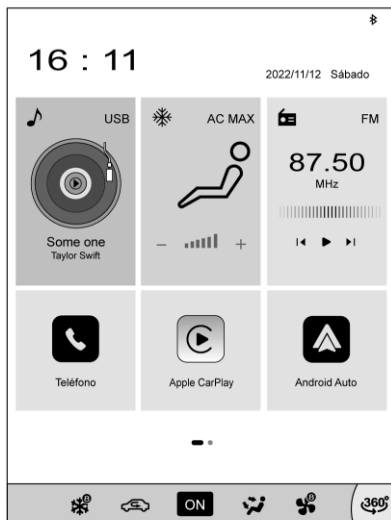 16 : 11
2022/11/12 Sábado
USB
AC MAX
FM
87.50
MHz
Some one
Taylor Swift
− +
Teléfono
Apple CarPlay
Android Auto
ON
360°